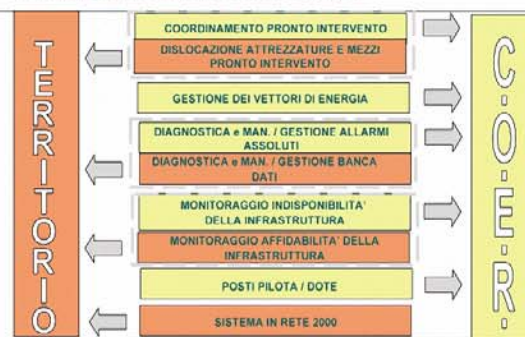 TERRITORIO
COORDINAMENTO PRONTO INTERVENTO
DISLOCAZIONE ATTREZZATURE E MEZZI
PRONTO INTERVENTO
GESTIONE DEI VETTORI DI ENERGIA
DIAGNOSTICA e MAN. / GESTIONE ALLARMI
ASSOLUTI
DIAGNOSTICA e MAN. / GESTIONE BANCA
DATI
MONITORAGGIO INDISPONIBILITA'
DELLA INFRASTRUTTURA
MONITORAGGIO AFFIDABILITA' DELLA
INFRASTRUTTURA
POSTI PILOTA / DOTE
SISTEMA IN RETE 2000
C.O.E.R.